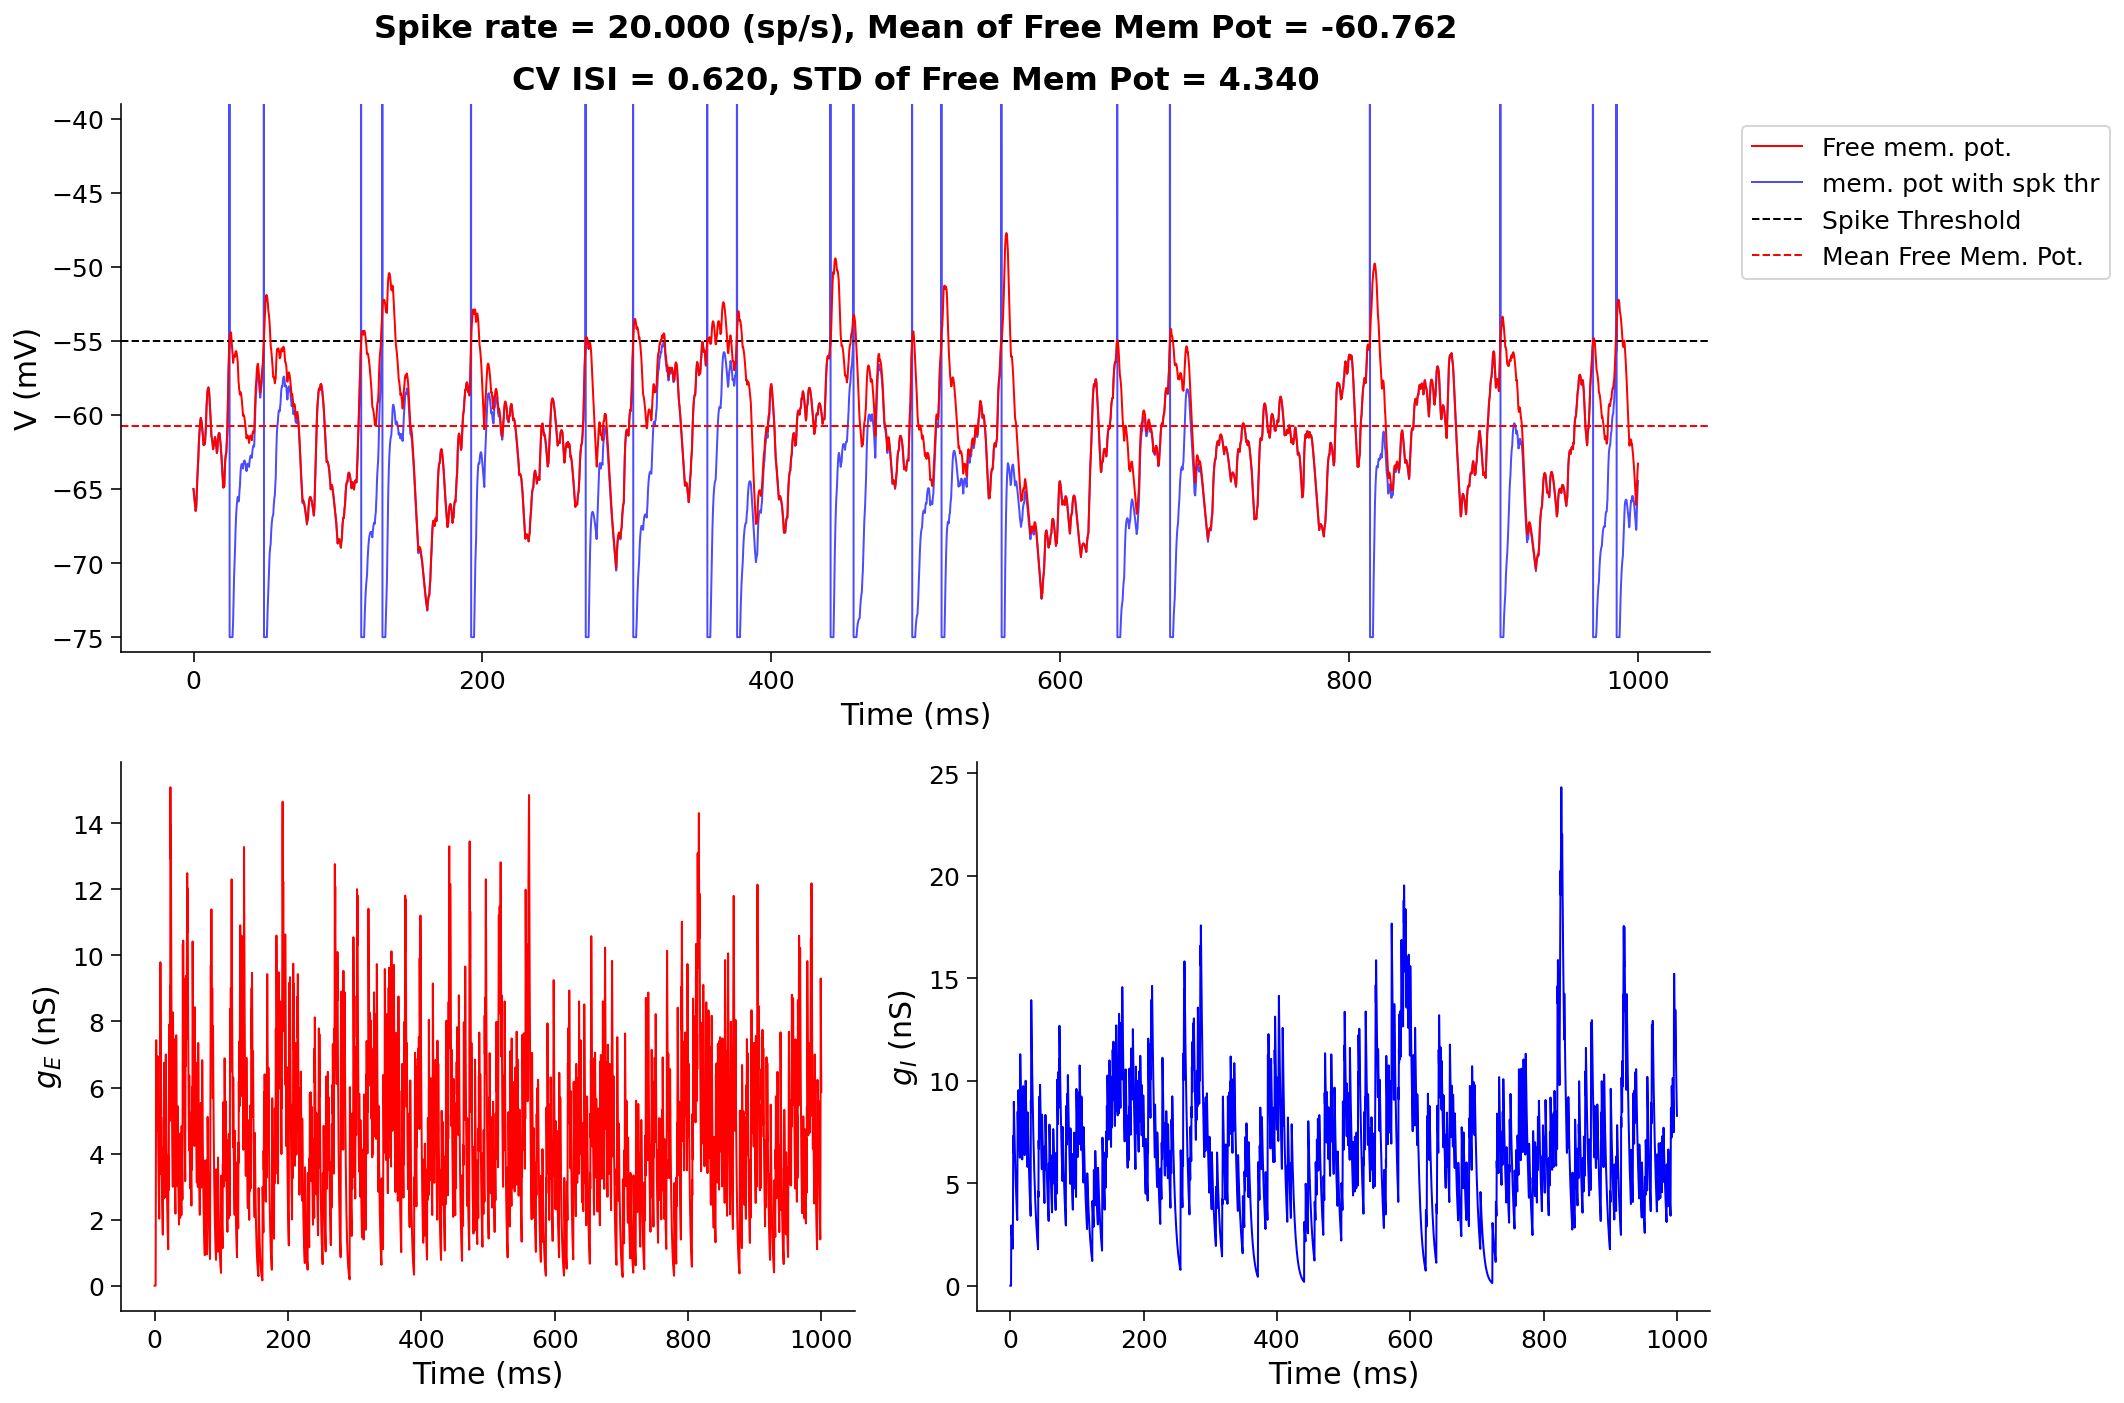 Spike rate = 20.000 (sp/s), Mean of Free Mem Pot = -60.762
CV ISI = 0.620, STD of Free Mem Pot = 4.340
−40
−45
−50
−55
−60
−65
−70
−75
V (mV)
0 200 400 600 800 1000
Time (ms)
Free mem. pot.
mem. pot with spk thr
Spike Threshold
Mean Free Mem. Pot.
14
12
10
8
6
4
2
0
g_E (nS)
0 200 400 600 800 1000
Time (ms)
25
20
15
10
5
0
g_I (nS)
0 200 400 600 800 1000
Time (ms)